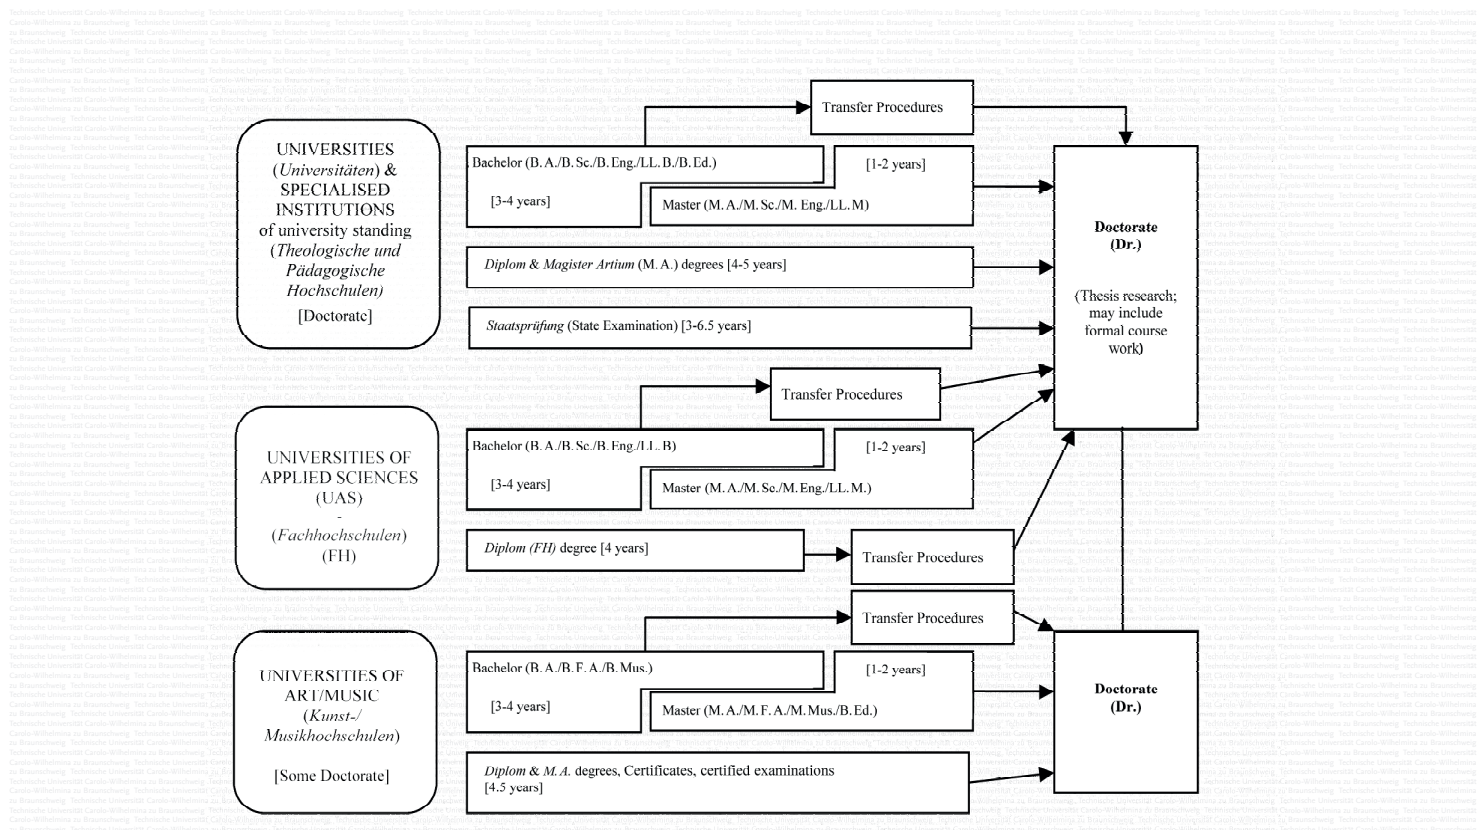 Transfer Procedures
UNIVERSITIES
(Universitäten) &
SPECIALISED
INSTITUTIONS
of university standing
(Theologische und
Pädagogische
Hochschulen)
[Doctorate]
Bachelor (B.A./B.Sc./B.Eng./LL.B./B.Ed.)
[3-4 years]
[1-2 years]
Master (M.A./M.Sc./M. Eng./LL.M)
Diplom & Magister Artium (M.A.) degrees [4-5 years]
Staatsprüfung (State Examination) [3-6.5 years]
Doctorate
(Dr.)
(Thesis research;
may include
formal course
work)
Transfer Procedures
UNIVERSITIES OF
APPLIED SCIENCES
(UAS)
-
(Fachhochschulen)
(FH)
Bachelor (B.A./B.Sc./B.Eng./LL.B)
[3-4 years]
[1-2 years]
Master (M.A./M.Sc./M.Eng./LL.M.)
Diplom (FH) degree [4 years]
Transfer Procedures
Transfer Procedures
UNIVERSITIES OF
ART/MUSIC
(Kunst-/
Musikhochschulen)
[Some Doctorate]
Bachelor (B.A./B.F.A./B.Mus.)
[3-4 years]
[1-2 years]
Master (M.A./M.F.A./M.Mus./B.Ed.)
Diplom & M.A. degrees, Certificates, certified examinations
[4.5 years]
Doctorate
(Dr.)